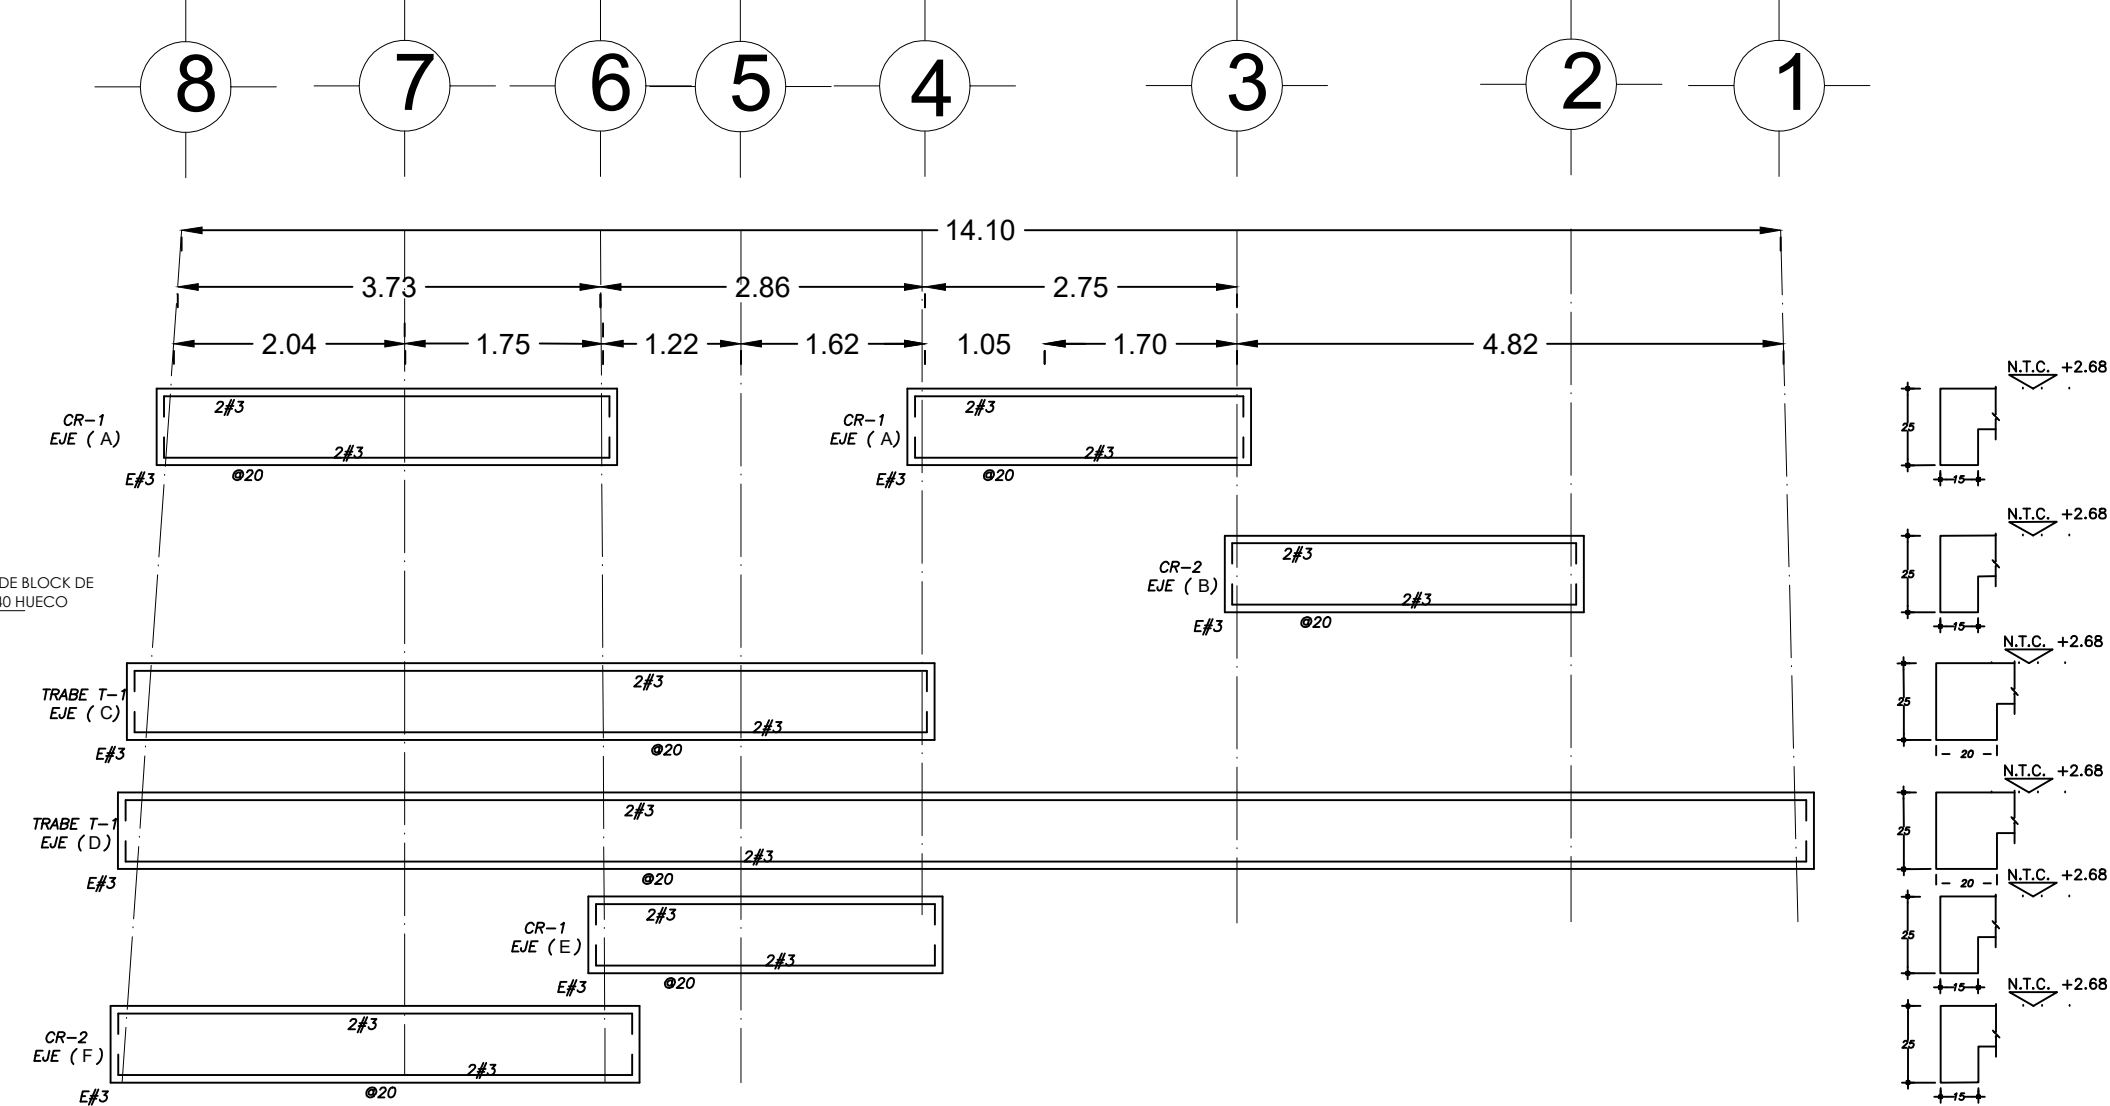 8 7 6 5 4 3 2 1
14.10
3.73 2.86 2.75
2.04 1.75 1.22 1.62 1.05 1.70 4.82
CR-1
EJE ( A )
2#3
2#3
E#3
@20
CR-1
EJE ( A )
2#3
2#3
E#3
@20
N.T.C. +2.68
25
15
CR-2
EJE ( B )
2#3
2#3
E#3
@20
N.T.C. +2.68
25
15
DE BLOCK DE
40 HUECO
TRABE T-1
EJE ( C )
2#3
2#3
E#3
@20
N.T.C. +2.68
25
20
TRABE T-1
EJE ( D )
2#3
2#3
E#3
@20
N.T.C. +2.68
25
20
CR-1
EJE ( E )
2#3
2#3
E#3
@20
N.T.C. +2.68
25
15
CR-2
EJE ( F )
2#3
2#3
E#3
@20
N.T.C. +2.68
25
15